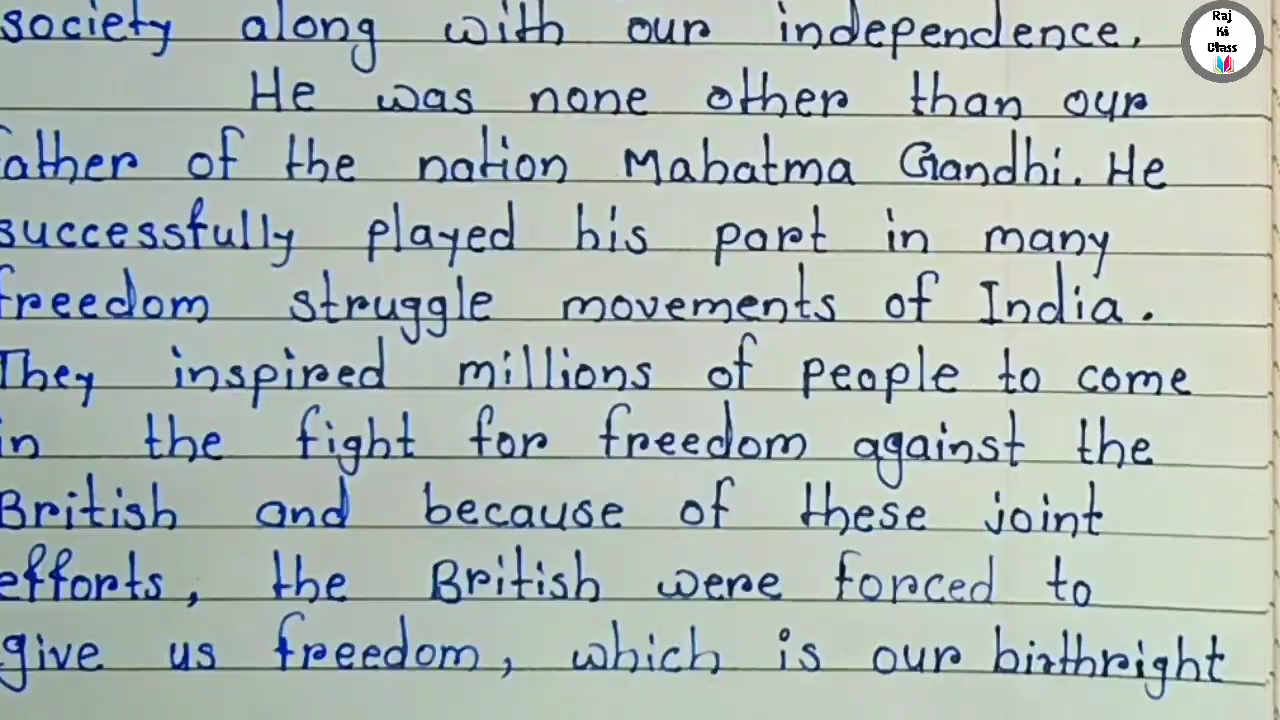 society along with our independence.
He was none other than our
father of the nation Mahatma Gandhi. He
successfully played his part in many
freedom struggle movements of India.
They inspired millions of people to come
in the fight for freedom against the
British and because of these joint
efforts, the British were forced to
give us freedom, which is our birthright
Raj
Ki
Class